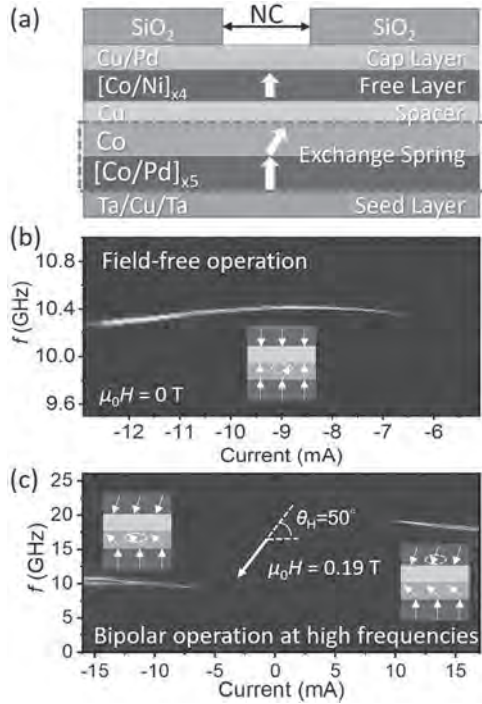 (a)
NC
SiO₂ SiO₂
Cu/Pd Cap Layer
[Co/Ni]ₓ₄ Free Layer
Cu Spacer
Co
Exchange Spring
[Co/Pd]ₓ₅
Ta/Cu/Ta Seed Layer
(b)
Field-free operation
10.8
10.4
10.0
9.6
f (GHz)
μ₀H = 0 T
-12 -11 -10 -9 -8 -7 -6
Current (mA)
(c)
25
20
15
10
5
0
f (GHz)
θ_H=50°
μ₀H = 0.19 T
Bipolar operation at high frequencies
-15 -10 -5 0 5 10 15
Current (mA)